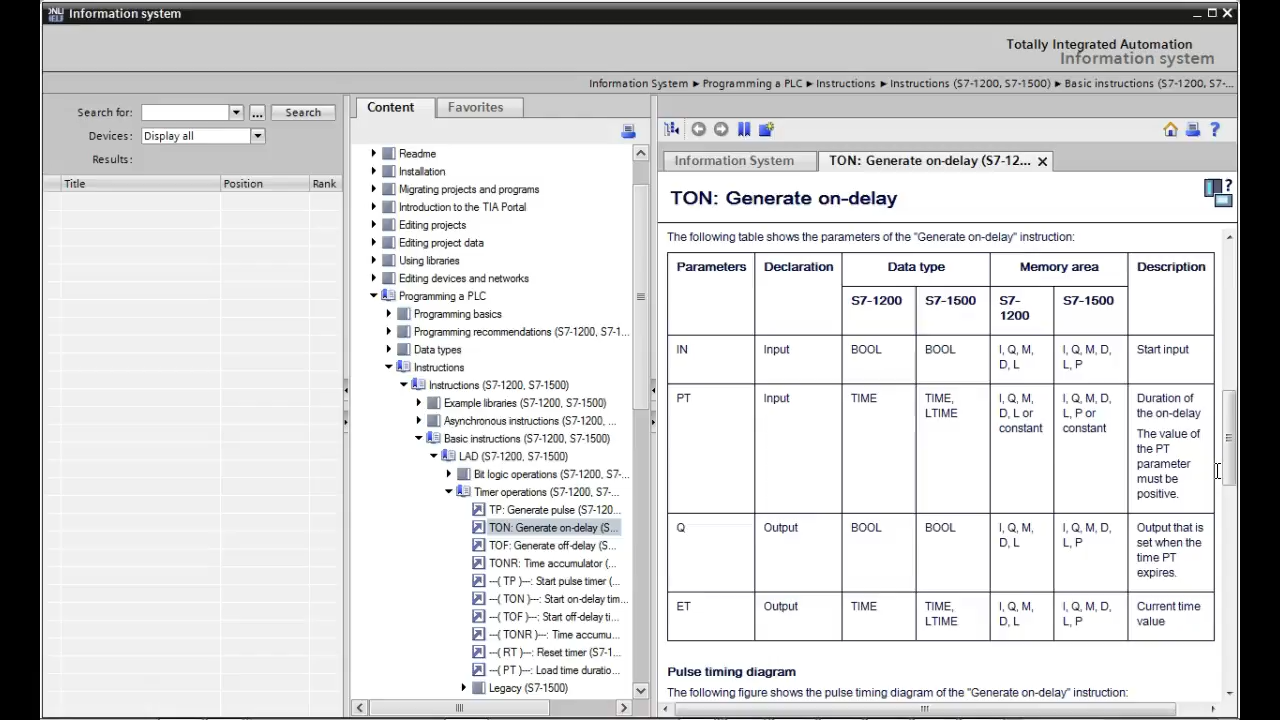 Information system
Totally Integrated Automation
Information system
Information System ▸ Programming a PLC ▸ Instructions ▸ Instructions (S7-1200, S7-1500) ▸ Basic instructions (S7-1200, S7-...
Search for:
... Search
Devices: Display all
Results:
Title Position Rank
Content Favorites
Readme
Installation
Migrating projects and programs
Introduction to the TIA Portal
Editing projects
Editing project data
Using libraries
Editing devices and networks
Programming a PLC
Programming basics
Programming recommendations (S7-1200, S7-1...
Data types
Instructions
Instructions (S7-1200, S7-1500)
Example libraries (S7-1200, S7-1500)
Asynchronous instructions (S7-1200, ...
Basic instructions (S7-1200, S7-1500)
LAD (S7-1200, S7-1500)
Bit logic operations (S7-1200, S7-...
Timer operations (S7-1200, S7-...
TP: Generate pulse (S7-120...
TON: Generate on-delay (S...
TOF: Generate off-delay (S...
TONR: Time accumulator (...
---( TP )---: Start pulse timer (...
---( TON )---: Start on-delay tim...
---( TOF )---: Start off-delay ti...
---( TONR )---: Time accumu...
---( RT )---: Reset timer (S7-1...
---( PT )---: Load time duratio...
Legacy (S7-1500)
Information System TON: Generate on-delay (S7-12...
TON: Generate on-delay
The following table shows the parameters of the "Generate on-delay" instruction:
Parameters Declaration Data type Memory area Description
S7-1200 S7-1500 S7-1200 S7-1500
IN Input BOOL BOOL I, Q, M, D, L I, Q, M, D, L, P Start input
PT Input TIME TIME, LTIME I, Q, M, D, L or constant I, Q, M, D, L, P or constant Duration of the on-delay
The value of the PT parameter must be positive.
Q Output BOOL BOOL I, Q, M, D, L I, Q, M, D, L, P Output that is set when the time PT expires.
ET Output TIME TIME, LTIME I, Q, M, D, L I, Q, M, D, L, P Current time value
Pulse timing diagram
The following figure shows the pulse timing diagram of the "Generate on-delay" instruction: